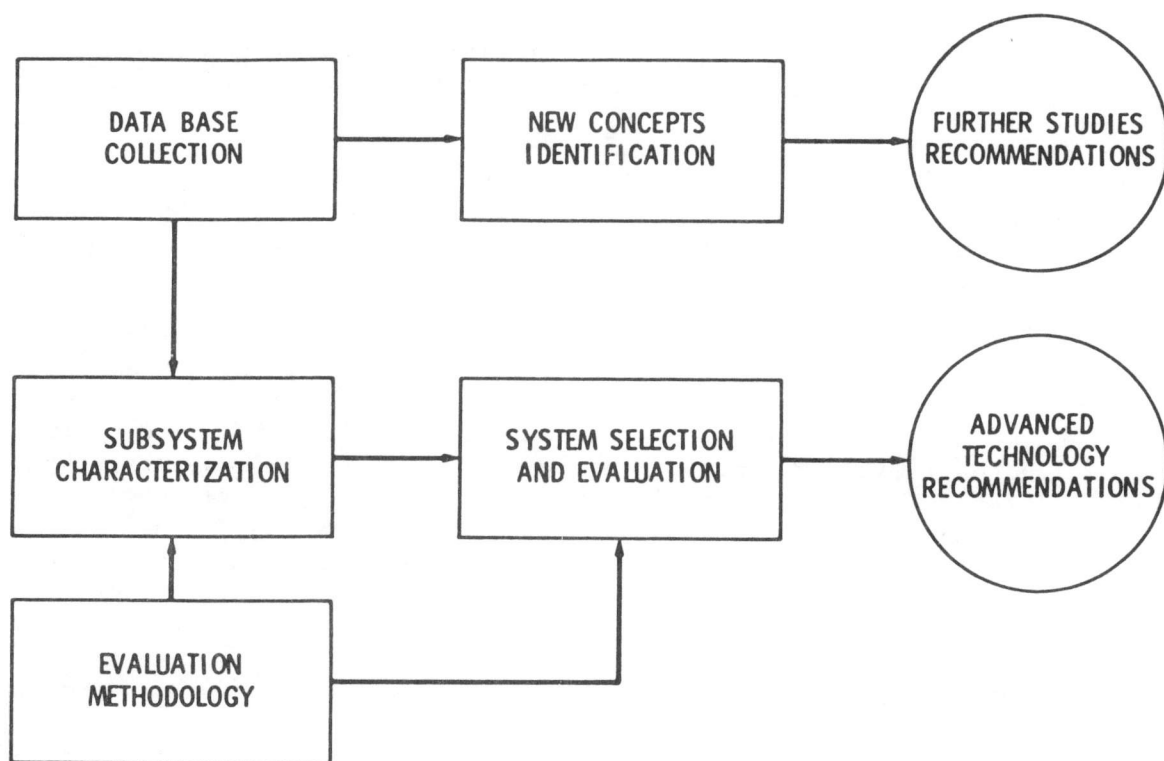 DATA BASE
COLLECTION
NEW CONCEPTS
IDENTIFICATION
FURTHER STUDIES
RECOMMENDATIONS
SUBSYSTEM
CHARACTERIZATION
SYSTEM SELECTION
AND EVALUATION
ADVANCED
TECHNOLOGY
RECOMMENDATIONS
EVALUATION
METHODOLOGY